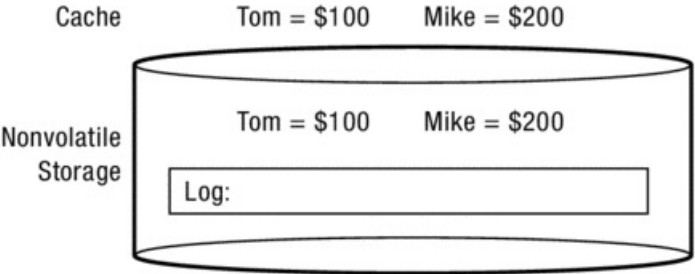 Cache Tom = $100 Mike = $200
Tom = $100 Mike = $200
Nonvolatile
Storage
Log: